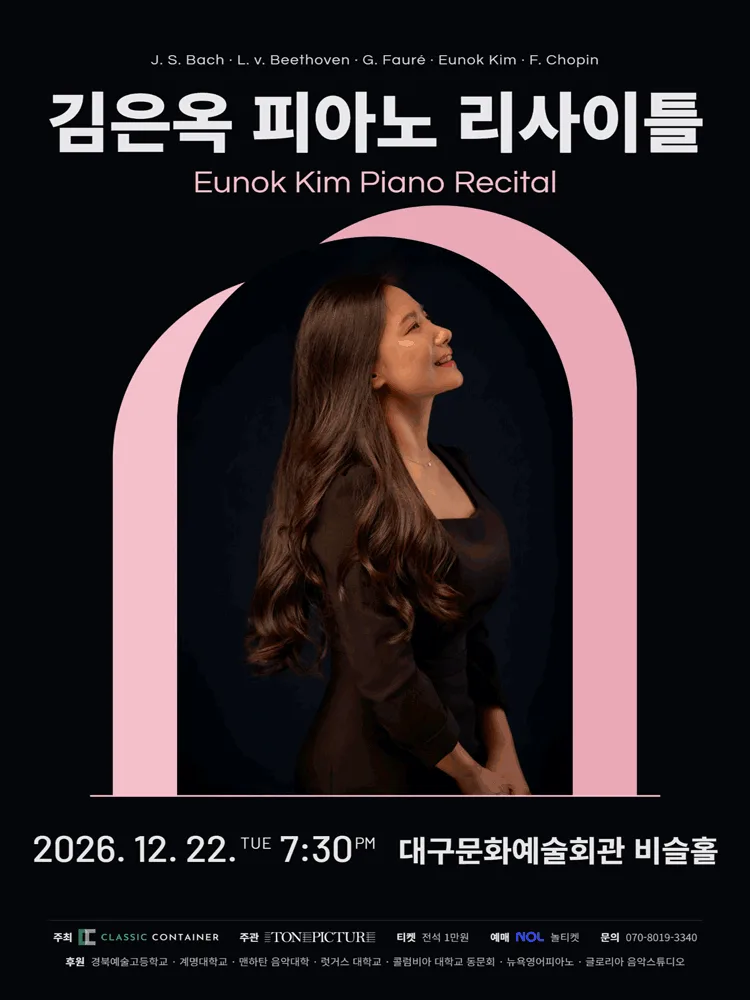 J. S. Bach · L. v. Beethoven · G. Fauré · Eunok Kim · F. Chopin
김은옥 피아노 리사이틀
Eunok Kim Piano Recital
2026. 12. 22. TUE 7:30PM 대구문화예술회관 비슬홀
주최 CLASSIC CONTAINER 주관 TONEPICTURE 티켓 전석 1만원 예매 NOL 놀티켓 문의 070-8019-3340
후원 경북예술고등학교 · 계명대학교 · 맨하탄 음악대학 · 럿거스 대학교 · 콜럼비아 대학교 동문회 · 뉴욕영어피아노 · 글로리아 음악스튜디오